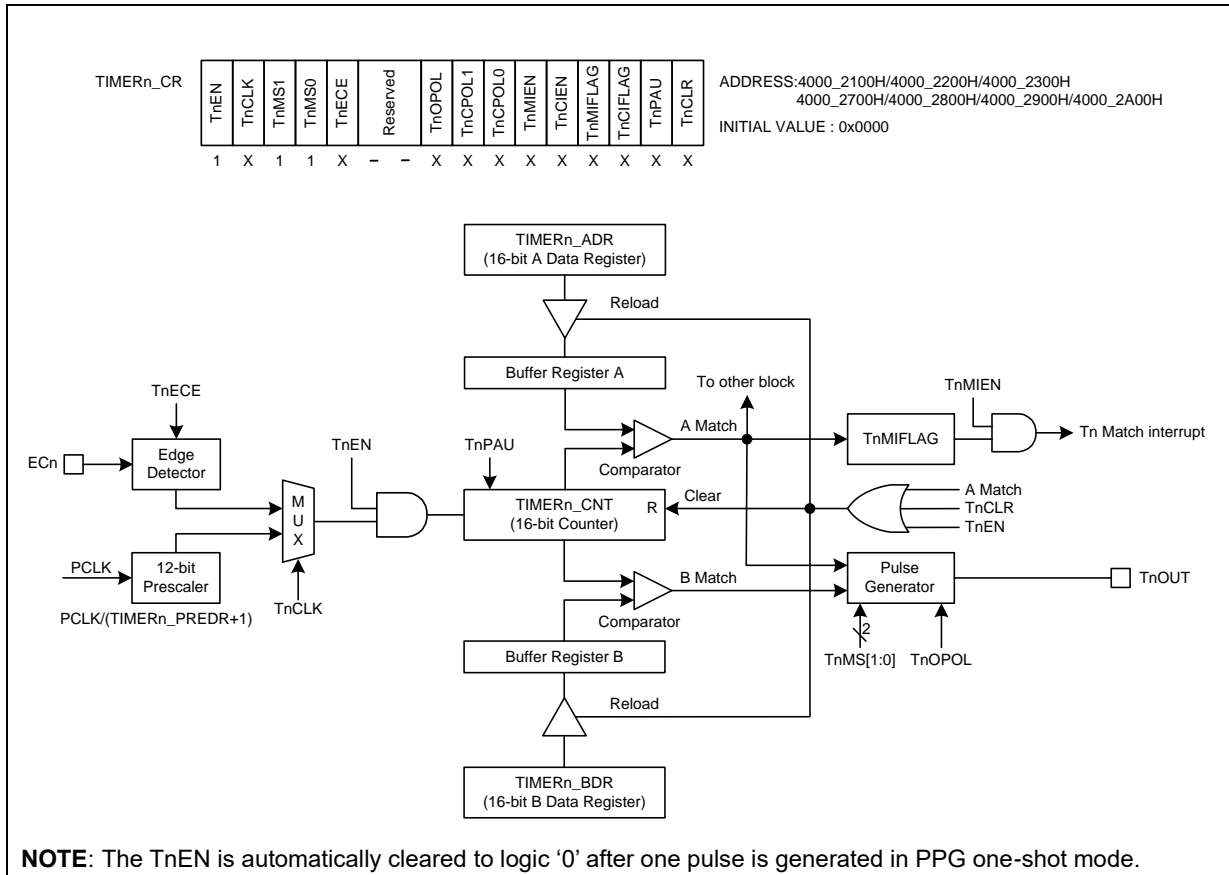 TIMERn_CR
TnEN
TnCLK
TnMS1
TnMS0
TnECE
Reserved
TnOPOL
TnCPOL1
TnCPOL0
TnMIEN
TnCIEN
TnMIFLAG
TnCIFLAG
TnPAU
TnCLR
ADDRESS:4000_2100H/4000_2200H/4000_2300H
4000_2700H/4000_2800H/4000_2900H/4000_2A00H
INITIAL VALUE : 0x0000
1 X 1 1 X – – X X X X X X X X X
TIMERn_ADR
(16-bit A Data Register)
Reload
Buffer Register A
To other block
TnMIEN
TnECE
A Match
TnMIFLAG
Tn Match interrupt
TnEN
TnPAU
ECn
Edge
Detector
Comparator
A Match
TnCLR
TnEN
MUX
TIMERn_CNT
(16-bit Counter)
R
Clear
PCLK
12-bit
Prescaler
TnCLK
PCLK/(TIMERn_PREDR+1)
B Match
Pulse
Generator
TnOUT
Comparator
2
TnMS[1:0]
TnOPOL
Buffer Register B
Reload
TIMERn_BDR
(16-bit B Data Register)
NOTE: The TnEN is automatically cleared to logic ‘0’ after one pulse is generated in PPG one-shot mode.